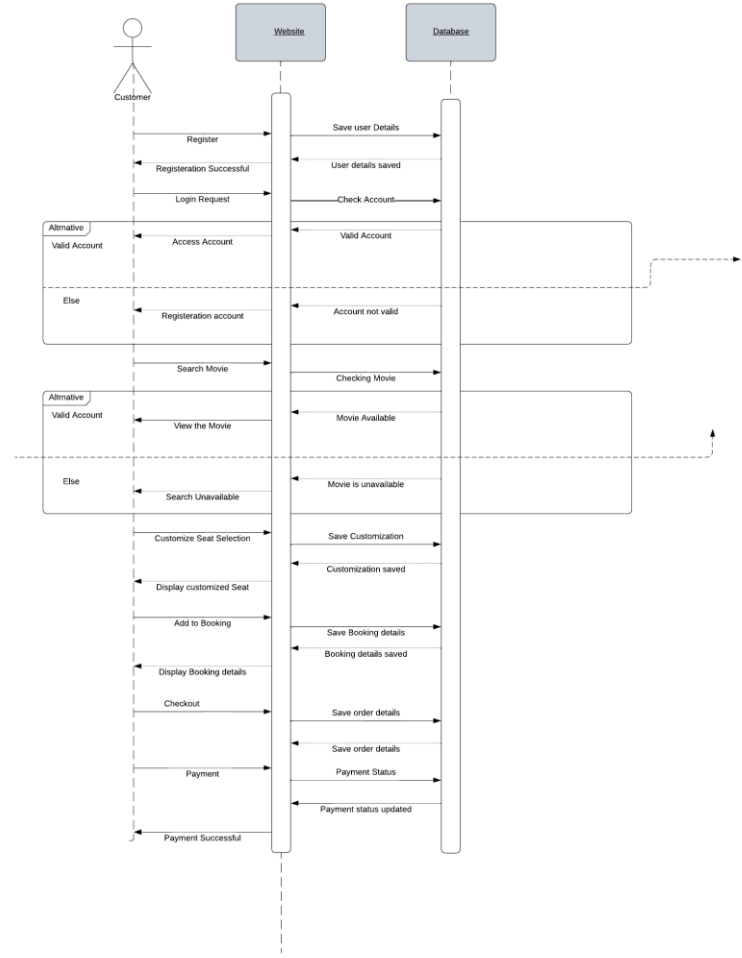 Website
Database
Customer
Save user Details
Register
User details saved
Registeration Successful
Login Request
Check Account
Altrnative
Valid Account
Access Account
Valid Account
Else
Account not valid
Registeration account
Search Movie
Checking Movie
Altrnative
Valid Account
Movie Available
View the Movie
Else
Movie is unavailable
Search Unavailable
Customize Seat Selection
Save Customization
Customization saved
Display customized Seat
Add to Booking
Save Booking details
Booking details saved
Display Booking details
Checkout
Save order details
Save order details
Payment
Payment Status
Payment status updated
Payment Successful